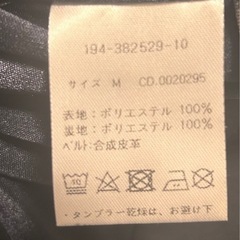 194-382529-10
サイズ M CD.0020295
表地：ポリエステル 100%
裏地：ポリエステル 100%
ベルト：合成皮革
・タンブラー乾燥は、お避け下